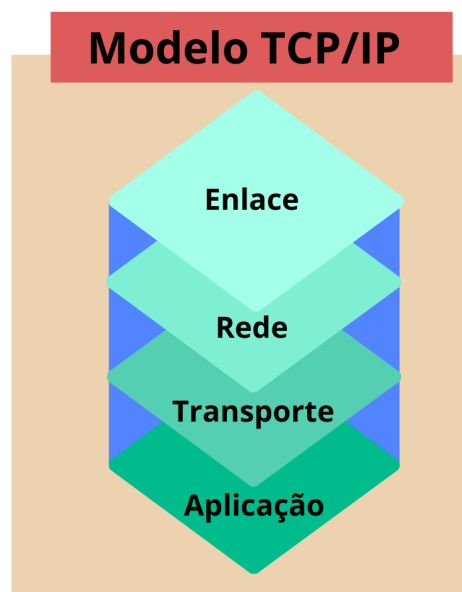 Modelo TCP/IP
Enlace
Rede
Transporte
Aplicação